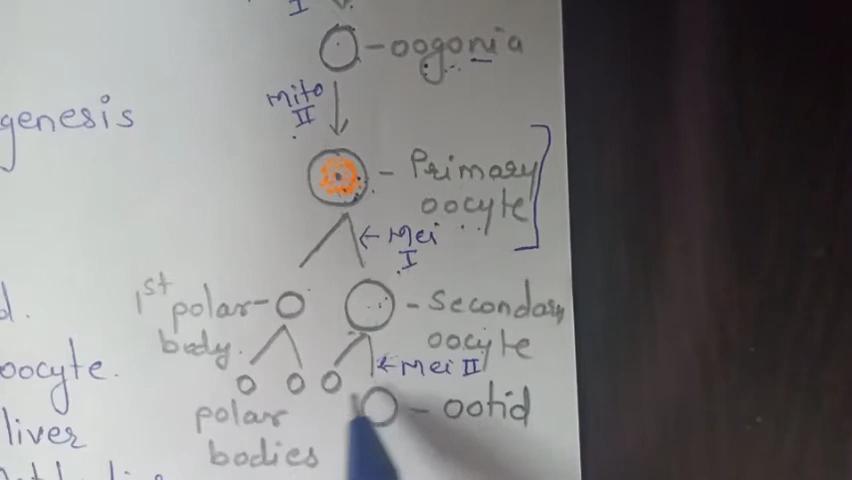 I
oogonia
genesis
mito
II
Primary
oocyte
Mei
I
1st polar
body.
Secondary
oocyte
d.
oocyte.
Mei II
liver
ootid
polar
bodies